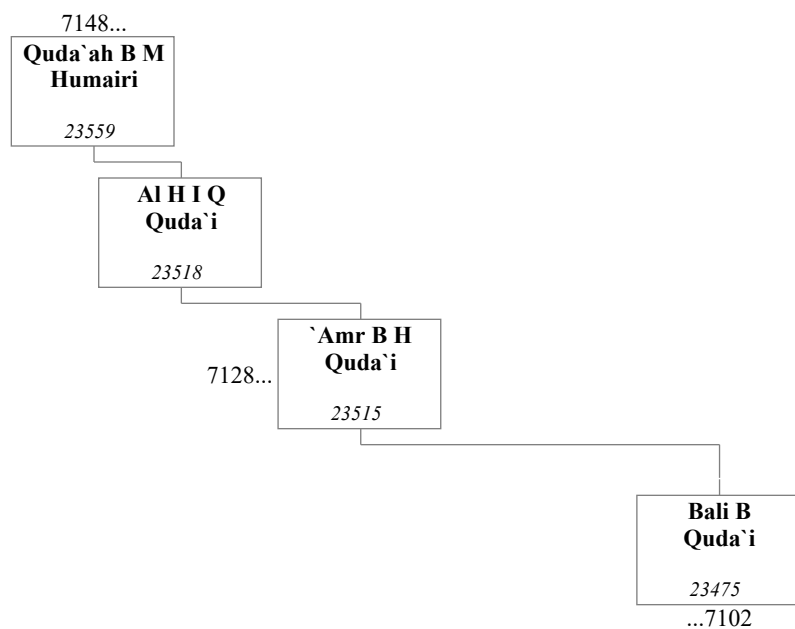 7148...
Quda`ah B M
Humairi
23559
Al H I Q
Quda`i
23518
`Amr B H
Quda`i
7128...
23515
Bali B
Quda`i
23475
...7102